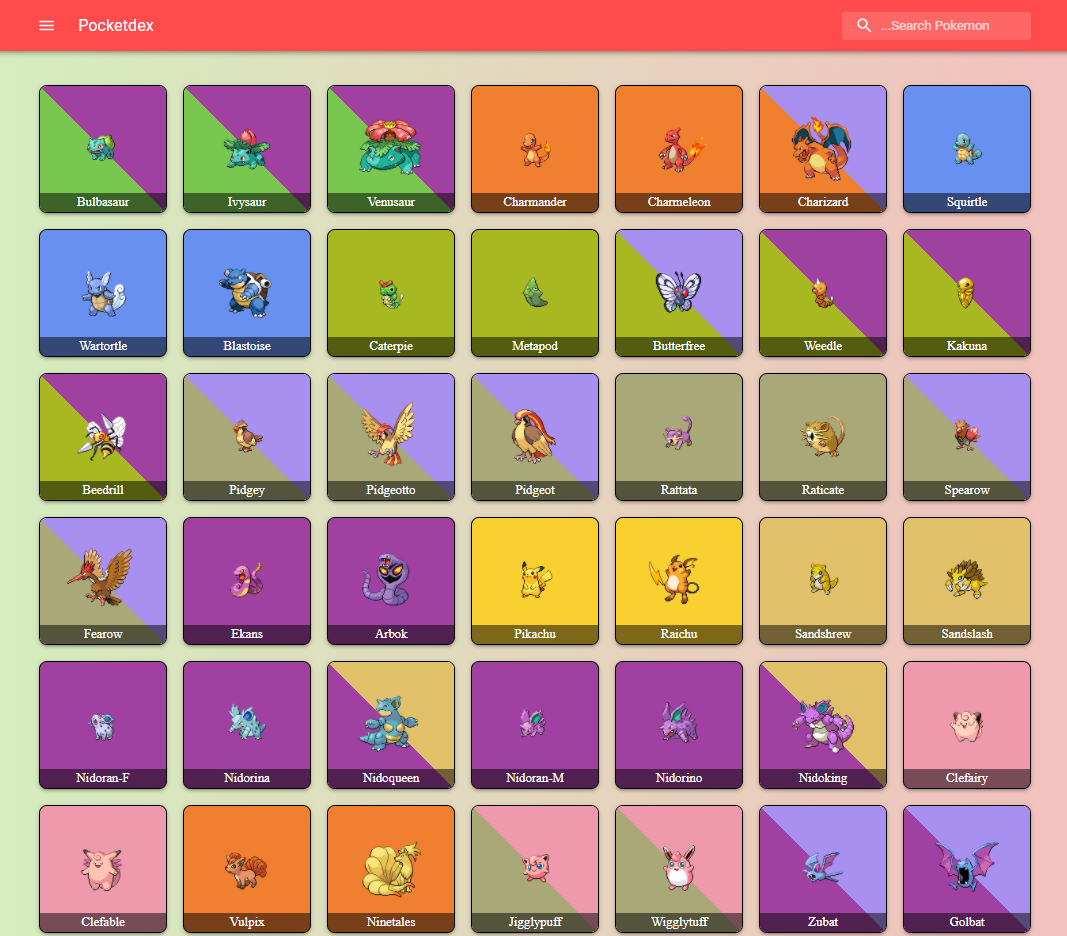 Pocketdex
...Search Pokemon
Bulbasaur
Ivysaur
Venusaur
Charmander
Charmeleon
Charizard
Squirtle
Wartortle
Blastoise
Caterpie
Metapod
Butterfree
Weedle
Kakuna
Beedrill
Pidgey
Pidgeotto
Pidgeot
Rattata
Raticate
Spearow
Fearow
Ekans
Arbok
Pikachu
Raichu
Sandshrew
Sandslash
Nidoran-F
Nidorina
Nidoqueen
Nidoran-M
Nidorino
Nidoking
Clefairy
Clefable
Vulpix
Ninetales
Jigglypuff
Wigglytuff
Zubat
Golbat